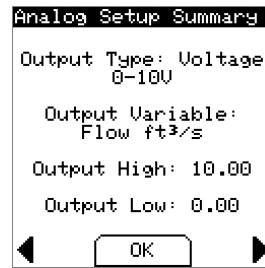 Analog Setup Summary
Output Type: Voltage
0-10V
Output Variable:
Flow ft³/s
Output High: 10.00
Output Low: 0.00
OK